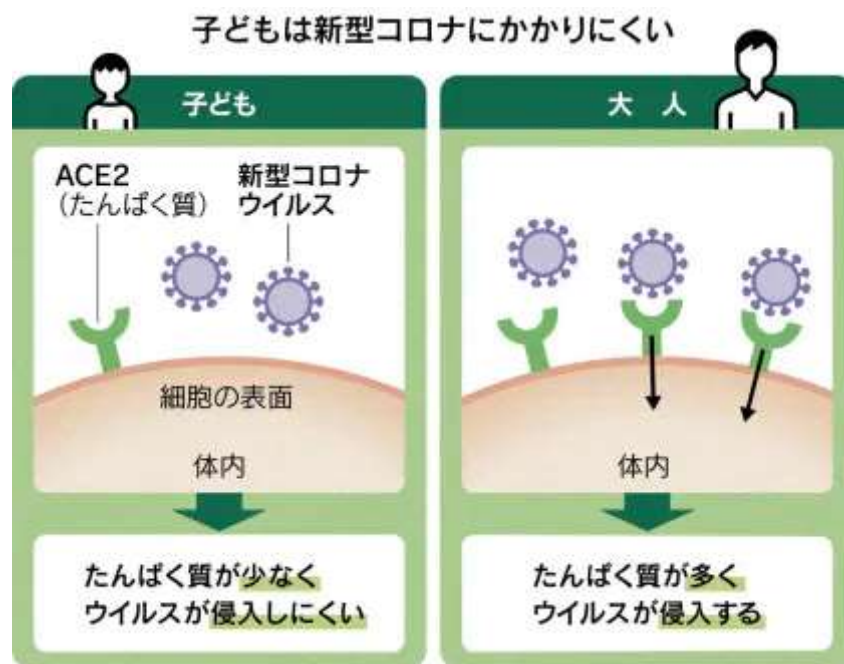 子どもは新型コロナにかかりにくい
子ども
ACE2
（たんぱく質）
新型コロナ
ウイルス
細胞の表面
体内
たんぱく質が少なく
ウイルスが侵入しにくい
大 人
体内
たんぱく質が多く
ウイルスが侵入する